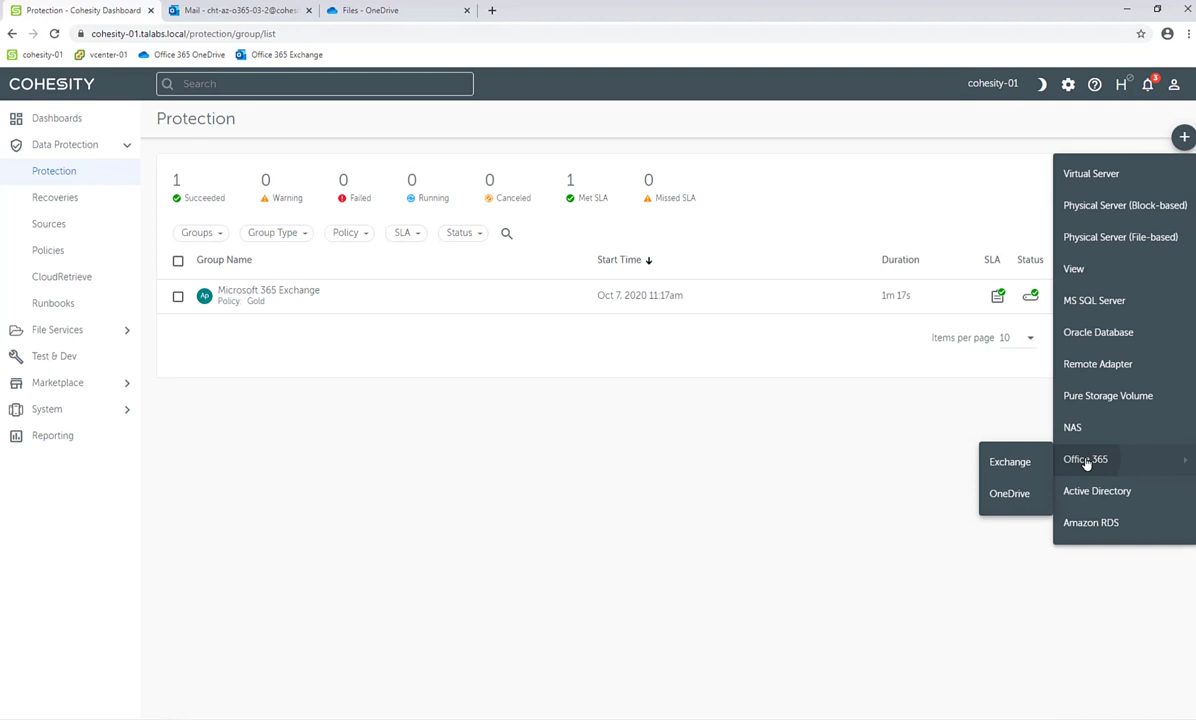 Protection - Cohesity Dashboard
Mail - cht-az-o365-03-2@cohes
Files - OneDrive
cohesity-01.talabs.local/protection/group/list
cohesity-01
vcenter-01
Office 365 OneDrive
Office 365 Exchange
COHESITY
Search
cohesity-01
H
3
Dashboards
Data Protection
Protection
Recoveries
Sources
Policies
CloudRetrieve
Runbooks
File Services
Test & Dev
Marketplace
System
Reporting
Protection
1
Succeeded
0
Warning
0
Failed
0
Running
0
Canceled
1
Met SLA
0
Missed SLA
Groups
Group Type
Policy
SLA
Status
Group Name
Start Time
Duration
SLA
Status
Ap
Microsoft 365 Exchange
Policy: Gold
Oct 7, 2020 11:17am
1m 17s
Items per page 10
Virtual Server
Physical Server (Block-based)
Physical Server (File-based)
View
MS SQL Server
Oracle Database
Remote Adapter
Pure Storage Volume
NAS
Office 365
Active Directory
Amazon RDS
Exchange
OneDrive